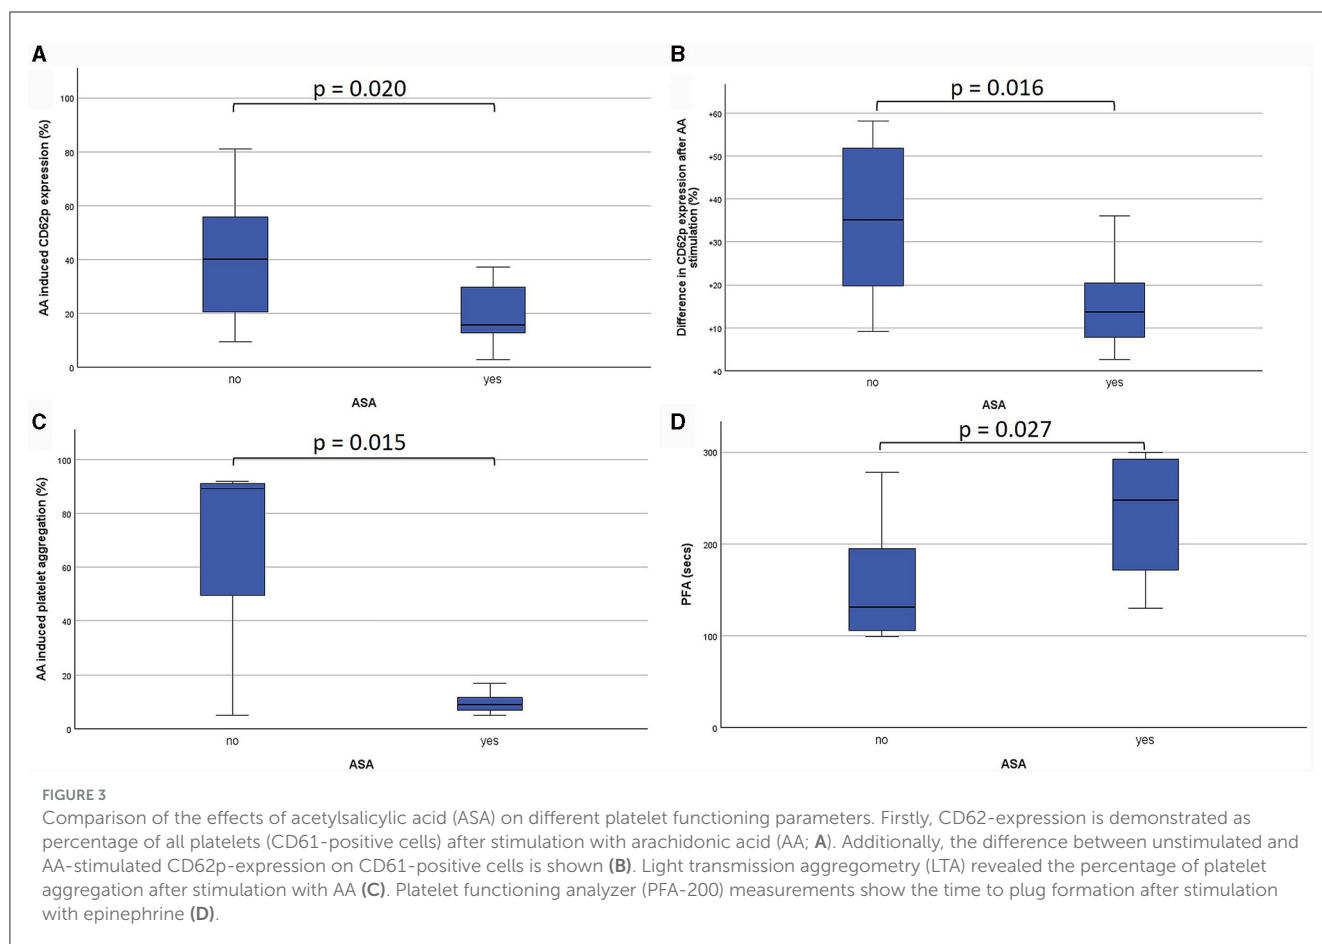 A
p = 0.020
AA induced CD62p expression (%)
100
80
60
40
20
0
no
yes
ASA
B
p = 0.016
Difference in CD62p expression after AA
stimulation (%)
+60
+50
+40
+30
+20
+10
+0
no
yes
ASA
C
p = 0.015
AA induced platelet aggregation (%)
100
80
60
40
20
0
no
yes
ASA
D
p = 0.027
PFA (secs)
300
200
100
0
no
yes
ASA
FIGURE 3
Comparison of the effects of acetylsalicylic acid (ASA) on different platelet functioning parameters. Firstly, CD62-expression is demonstrated as
percentage of all platelets (CD61-positive cells) after stimulation with arachidonic acid (AA; A). Additionally, the difference between unstimulated and
AA-stimulated CD62p-expression on CD61-positive cells is shown (B). Light transmission aggregometry (LTA) revealed the percentage of platelet
aggregation after stimulation with AA (C). Platelet functioning analyzer (PFA-200) measurements show the time to plug formation after stimulation
with epinephrine (D).